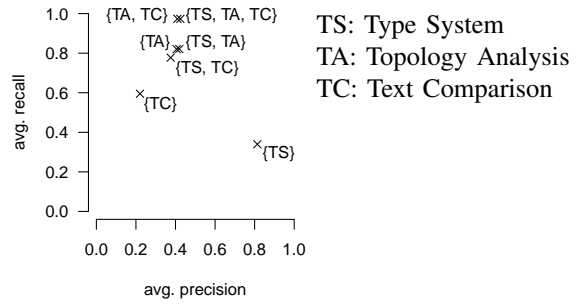 1.0
0.8
0.6
0.4
0.2
0.0
avg. recall
{TA, TC}
{TS, TA, TC}
{TA}
{TS, TA}
{TS, TC}
{TC}
{TS}
0.0 0.2 0.4 0.6 0.8 1.0
avg. precision
TS: Type System
TA: Topology Analysis
TC: Text Comparison